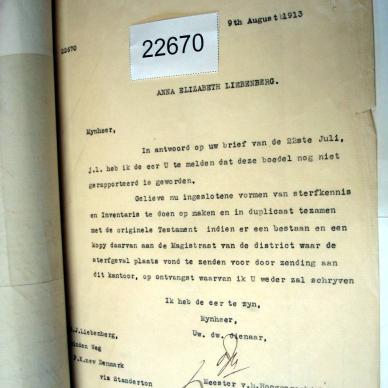 9th August 1913
22670
22670
ANNA ELIZABETH LIEBENBERG.
Mynheer,
In antwoord op uw brief van de 22ste Juli,
j.l. heb ik de eer U te melden dat deze boedel nog niet
gerapporteerd is geworden.
Gelieve nu ingeslotene vormen van sterfkennis
en Inventaris te doen op maken en in duplicaat tezamen
met de originele Testament indien er een bestaan en een
kopy daarvan aan de Magistraat van de district waar de
sterfgeval plaats vond te zenden voor door zending aan
dit kantoor, op ontvangst waarvan ik U weder zal schryven
Ik heb de eer te zyn,
Mynheer,
Uw. dw. dienaar,
J.Liebenberg,
Weg
P.K.new Denmark
via Standerton
Meester v.h.